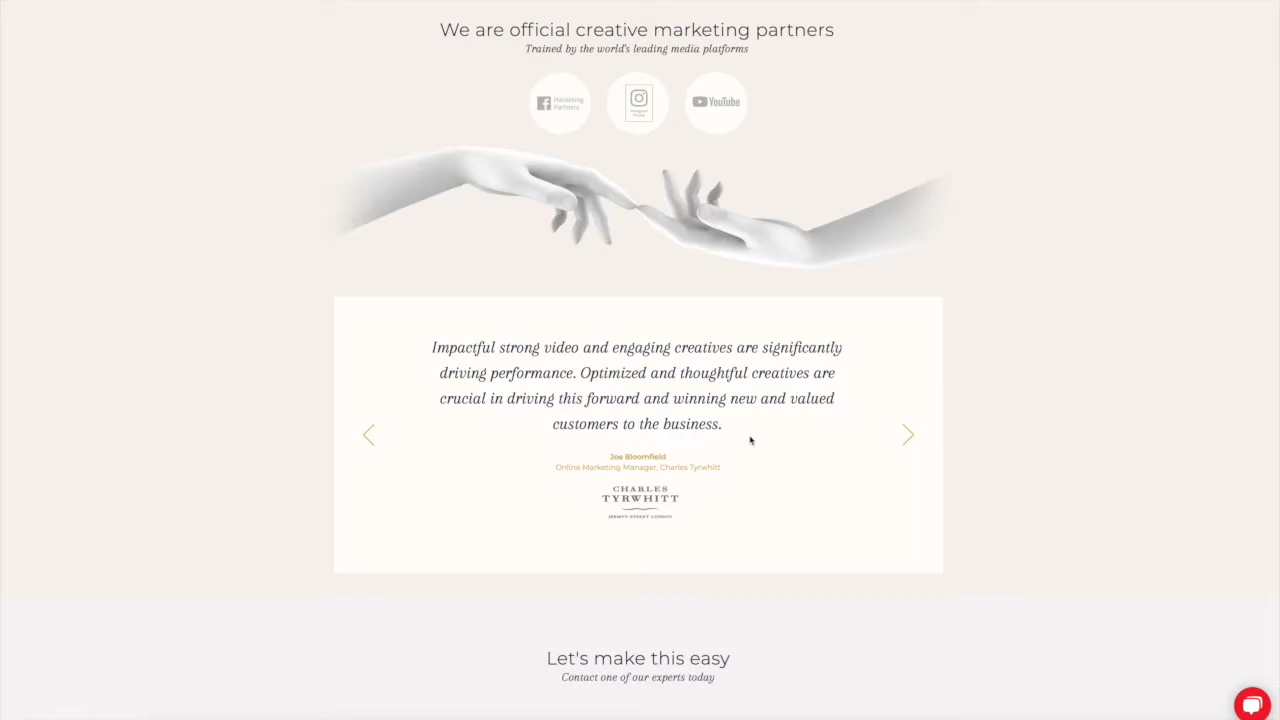 We are official creative marketing partners
Trained by the world's leading media platforms
Marketing
Partners
Instagram
Partner
YouTube
Impactful strong video and engaging creatives are significantly
driving performance. Optimized and thoughtful creatives are
crucial in driving this forward and winning new and valued
customers to the business.
Joe Bloomfield
Online Marketing Manager, Charles Tyrwhitt
CHARLES
TYRWHITT
JERMYN STREET LONDON
Let's make this easy
Contact one of our experts today